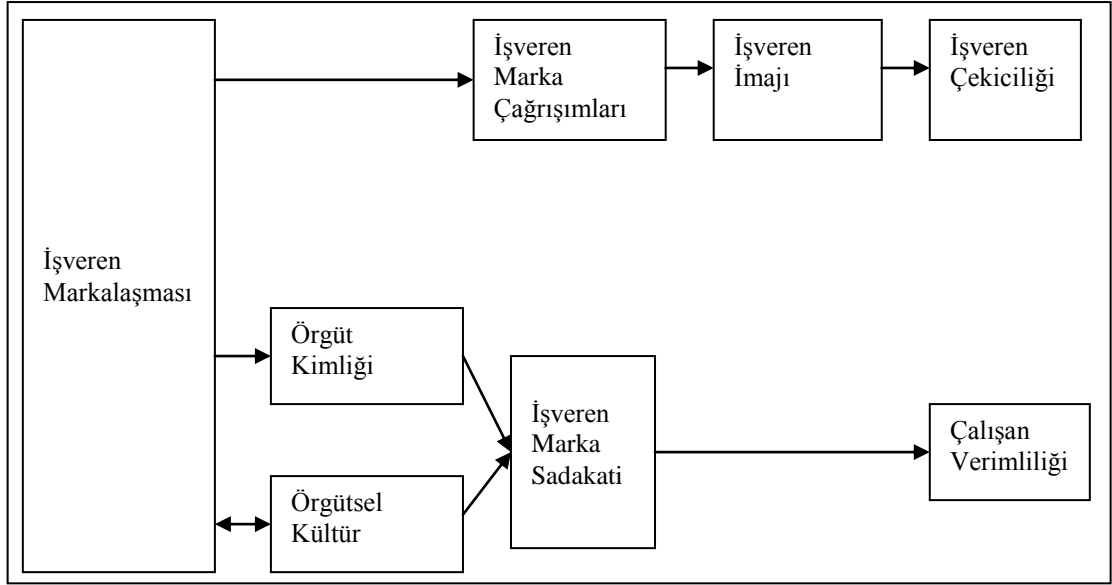 İşveren
Markalaşması
İşveren
Marka
Çağrışımları
İşveren
İmajı
İşveren
Çekiciliği
Örgüt
Kimliği
Örgütsel
Kültür
İşveren
Marka
Sadakati
Çalışan
Verimliliği